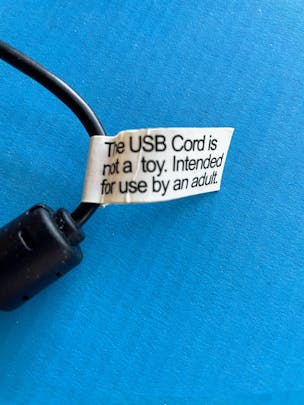 The USB Cord is
not a toy. Intended
for use by an adult.